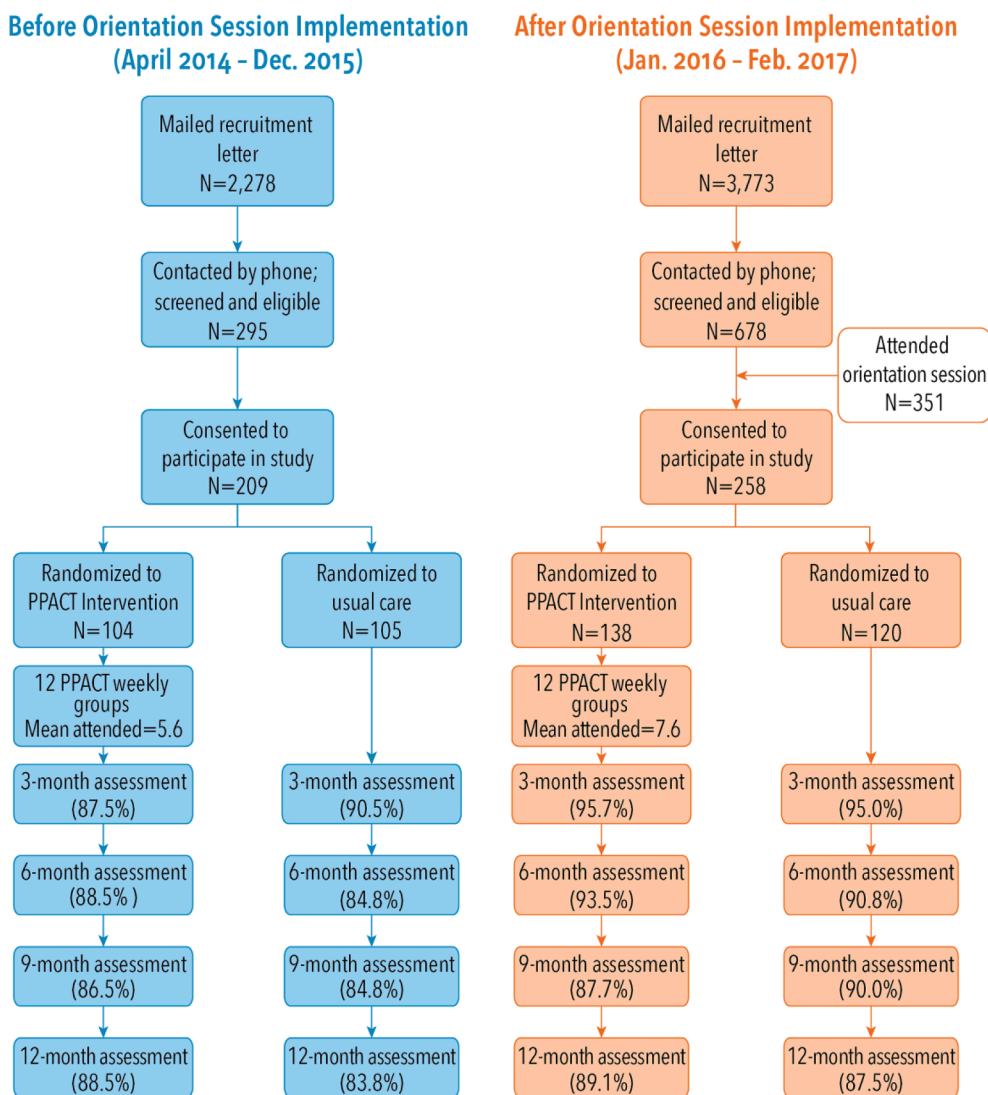 Before Orientation Session Implementation
(April 2014 – Dec. 2015)
Mailed recruitment
letter
N=2,278
Contacted by phone;
screened and eligible
N=295
Consented to
participate in study
N=209
Randomized to
PPACT Intervention
N=104
12 PPACT weekly
groups
Mean attended=5.6
3-month assessment
(87.5%)
6-month assessment
(88.5% )
9-month assessment
(86.5%)
12-month assessment
(88.5%)
Randomized to
usual care
N=105
3-month assessment
(90.5%)
6-month assessment
(84.8%)
9-month assessment
(84.8%)
12-month assessment
(83.8%)
After Orientation Session Implementation
(Jan. 2016 – Feb. 2017)
Mailed recruitment
letter
N=3,773
Contacted by phone;
screened and eligible
N=678
Attended
orientation session
N=351
Consented to
participate in study
N=258
Randomized to
PPACT Intervention
N=138
12 PPACT weekly
groups
Mean attended=7.6
3-month assessment
(95.7%)
6-month assessment
(93.5%)
9-month assessment
(87.7%)
12-month assessment
(89.1%)
Randomized to
usual care
N=120
3-month assessment
(95.0%)
6-month assessment
(90.8%)
9-month assessment
(90.0%)
12-month assessment
(87.5%)